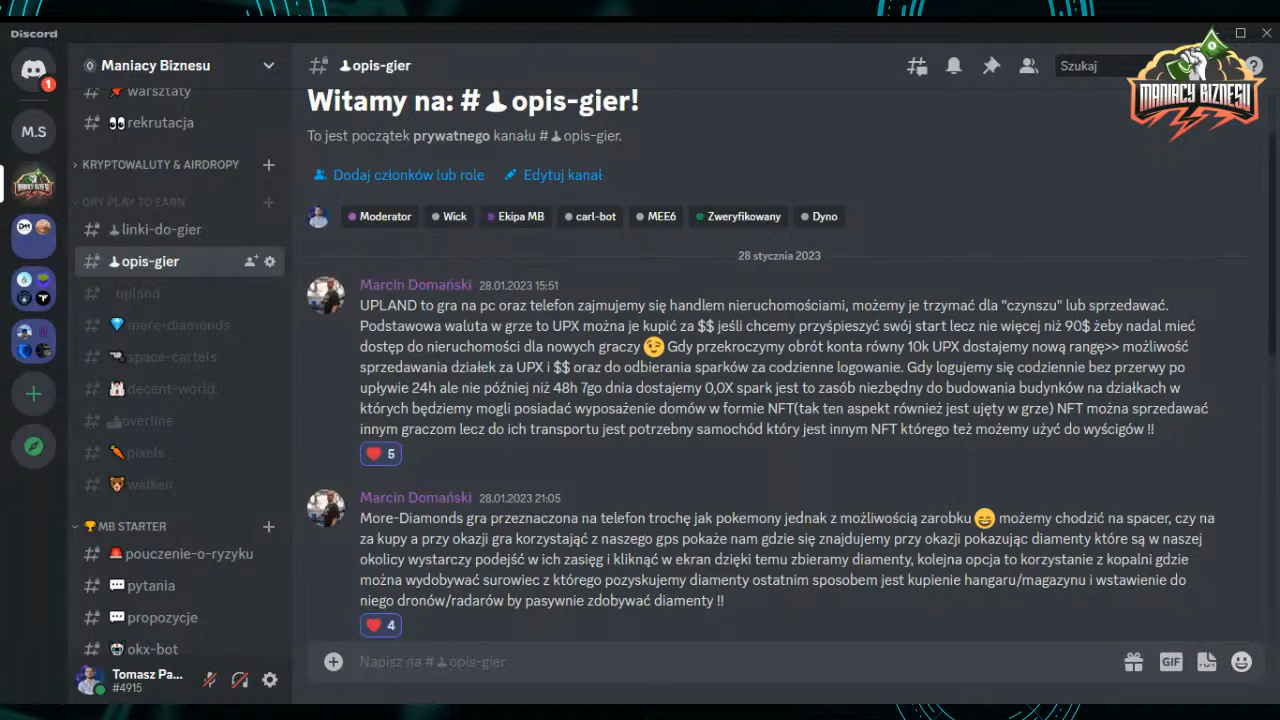 Discord
Maniacy Biznesu
opis-gier
Szukaj
MANIACY BIZNESU
1
M.S
warsztaty
rekrutacja
KRYPTOWALUTY & AIRDROPY
GRY PLAY TO EARN
linki-do-gier
opis-gier
upland
more-diamonds
space-cartels
decent-world
overline
pixels
walken
MB STARTER
pouczenie-o-ryzyku
pytania
propozycje
okx-bot
Tomasz Pa...
#4915
Witamy na: #opis-gier!
To jest początek prywatnego kanału #opis-gier.
Dodaj członków lub role Edytuj kanał
Moderator Wick Ekipa MB carl-bot MEE6 Zweryfikowany Dyno
28 stycznia 2023
Marcin Domański 28.01.2023 15:51
UPLAND to gra na pc oraz telefon zajmujemy się handlem nieruchomościami, możemy je trzymać dla "czynszu" lub sprzedawać.
Podstawowa waluta w grze to UPX można je kupić za $$ jeśli chcemy przyśpieszyć swój start lecz nie więcej niż 90$ żeby nadal mieć
dostęp do nieruchomości dla nowych graczy 😉 Gdy przekroczymy obrót konta równy 10k UPX dostajemy nową rangę>> możliwość
sprzedawania działek za UPX i $$ oraz do odbierania sparków za codzienne logowanie. Gdy logujemy się codziennie bez przerwy po
upływie 24h ale nie później niż 48h 7go dnia dostajemy 0,0X spark jest to zasób niezbędny do budowania budynków na działkach w
których będziemy mogli posiadać wyposażenie domów w formie NFT(tak ten aspekt również jest ujęty w grze) NFT można sprzedawać
innym graczom lecz do ich transportu jest potrzebny samochód który jest innym NFT którego też możemy użyć do wyścigów !!
5
Marcin Domański 28.01.2023 21:05
More-Diamonds gra przeznaczona na telefon trochę jak pokemony jednak z możliwością zarobku 😄 możemy chodzić na spacer, czy na
za kupy a przy okazji gra korzystająź z naszego gps pokaże nam gdzie się znajdujemy przy okazji pokazując diamenty które są w naszej
okolicy wystarczy podejść w ich zasięg i kliknąć w ekran dzięki temu zbieramy diamenty, kolejna opcja to korzystanie z kopalni gdzie
można wydobywać surowiec z którego pozyskujemy diamenty ostatnim sposobem jest kupienie hangaru/magazynu i wstawienie do
niego dronów/radarów by pasywnie zdobywać diamenty !!
4
Napisz na #opis-gier
GIF